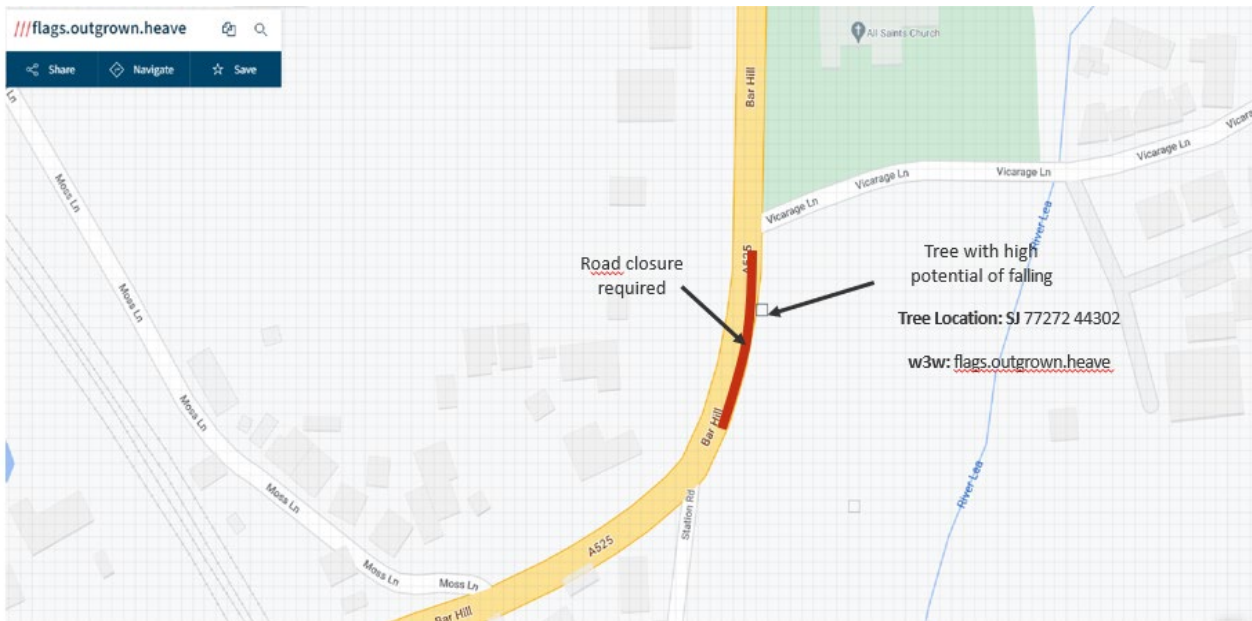 ///flags.outgrown.heave
Share
Navigate
Save
Ln
Bar Hill
All Saints Church
Vicarage Ln
Vicarage Ln
Vicarage Ln
Vicarage Ln
Moss Ln
River Lea
A525
Road closure
required
Tree with high
potential of falling
Tree Location: SJ 77272 44302
w3w: flags.outgrown.heave
Moss Ln
Moss Ln
Bar Hill
River Lea
Moss Ln
Station Rd
A525
Moss Ln
Moss Ln
Bar Hill